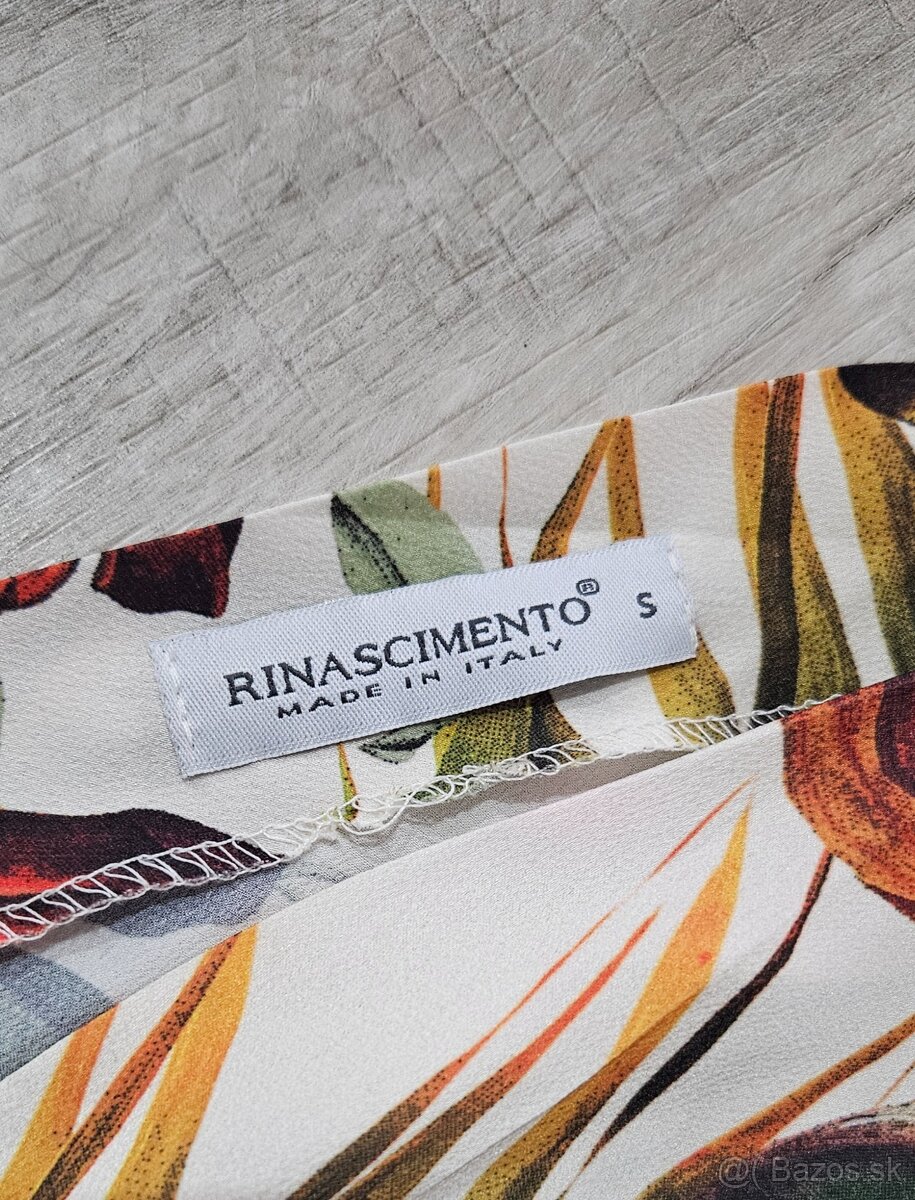 RINASCIMENTO® S
MADE IN ITALY
@( Bazos.sk